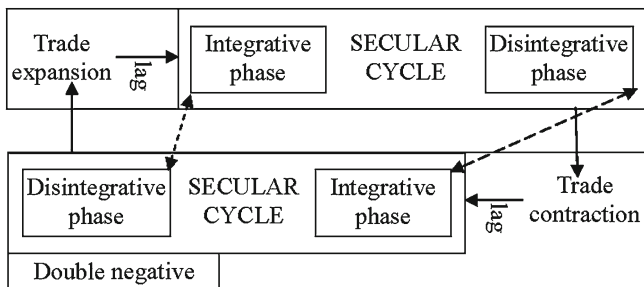 Trade
expansion
lag
Integrative
phase
SECULAR
CYCLE
Disintegrative
phase
Disintegrative
phase
SECULAR
CYCLE
Integrative
phase
lag
Trade
contraction
Double negative